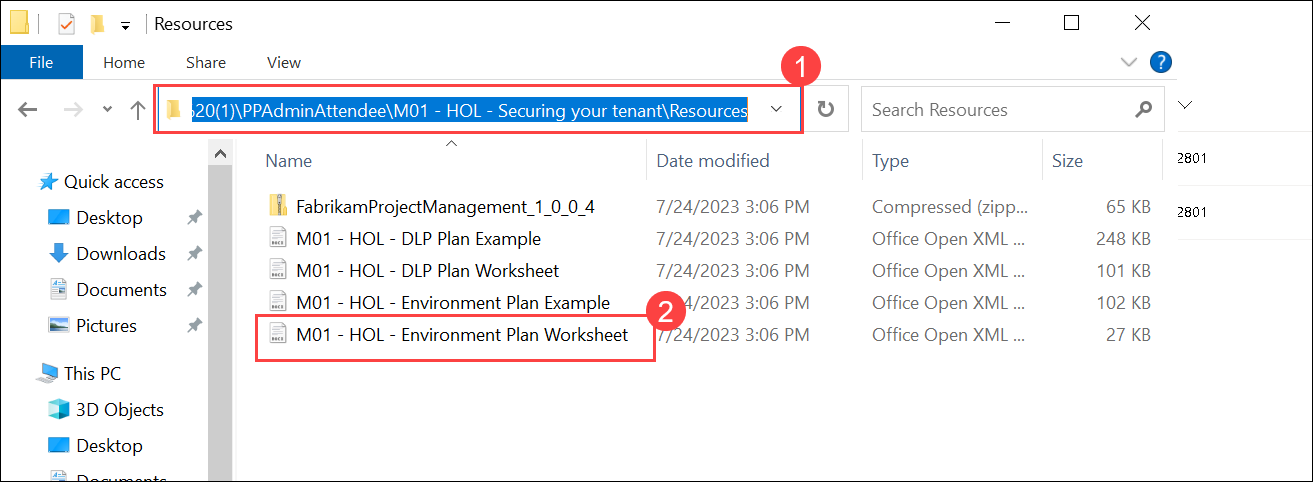 Resources
File Home Share View
1
?
20(1)\PPAdminAttendee\M01 - HOL - Securing your tenant\Resources
Search Resources
Name Date modified Type Size
2801
2801
Quick access
Desktop
Downloads
Documents
Pictures
This PC
3D Objects
Desktop
Documents
FabrikamProjectManagement_1_0_0_4 7/24/2023 3:06 PM Compressed (zipp... 65 KB
M01 - HOL - DLP Plan Example 7/24/2023 3:06 PM Office Open XML ... 248 KB
M01 - HOL - DLP Plan Worksheet 7/24/2023 3:06 PM Office Open XML ... 101 KB
M01 - HOL - Environment Plan Example 7/24/2023 3:06 PM Office Open XML ... 102 KB
2
M01 - HOL - Environment Plan Worksheet 7/24/2023 3:06 PM Office Open XML ... 27 KB